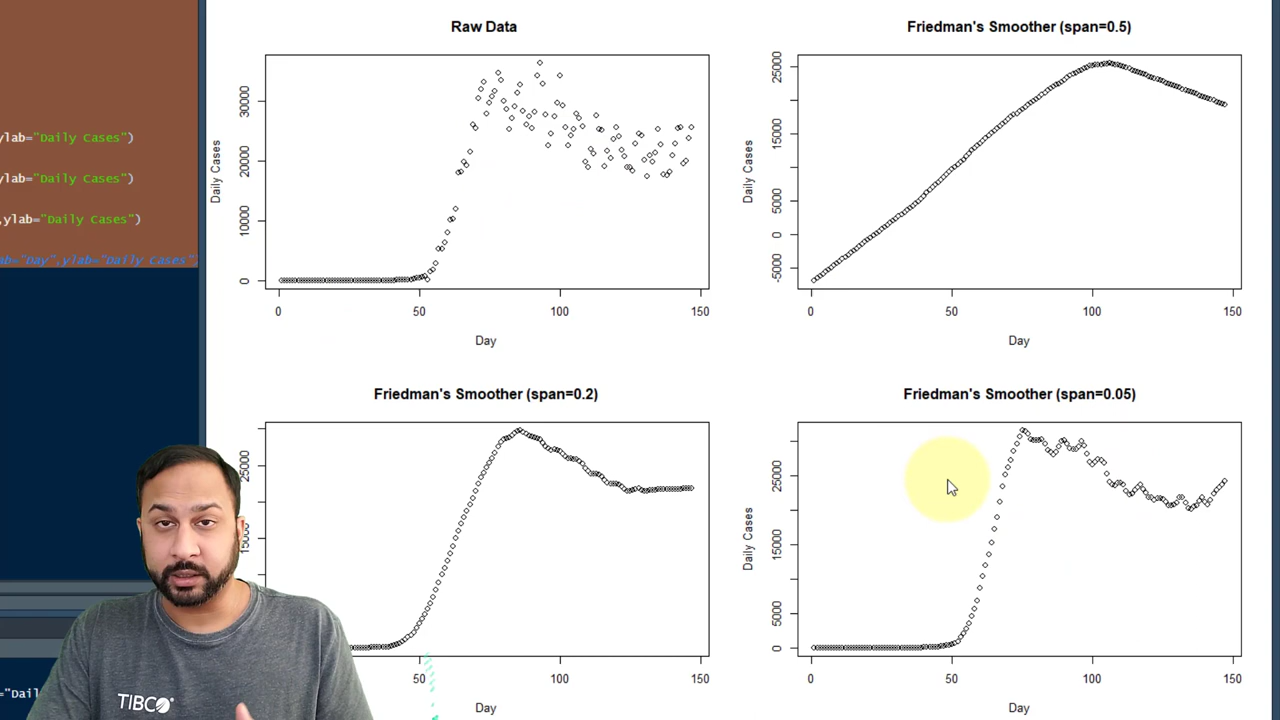 ylab="Daily Cases")
ylab="Daily Cases")
,ylab="Daily Cases")
ab="Day",ylab="Daily Cases"
="Dail
Raw Data
Daily Cases
0
10000
20000
30000
0
50
100
150
Day
Friedman's Smoother (span=0.5)
Daily Cases
-5000
0
5000
15000
25000
0
50
100
150
Day
Friedman's Smoother (span=0.2)
15000
25000
50
100
150
Day
Friedman's Smoother (span=0.05)
Daily Cases
0
5000
15000
25000
0
50
100
150
Day
TIBCO